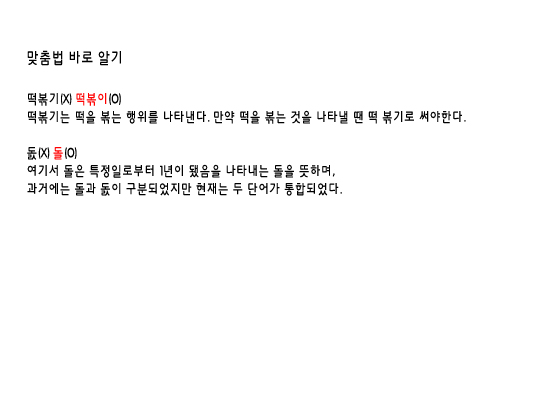 맞춤법 바로 알기
떡볶기(X) 떡볶이(O)
떡볶기는 떡을 볶는 행위를 나타낸다. 만약 떡을 볶는 것을 나타낼 땐 떡 볶기로 써야한다.
돐(X) 돌(O)
여기서 돌은 특정일로부터 1년이 됐음을 나타내는 돌을 뜻하며,
과거에는 돌과 돐이 구분되었지만 현재는 두 단어가 통합되었다.